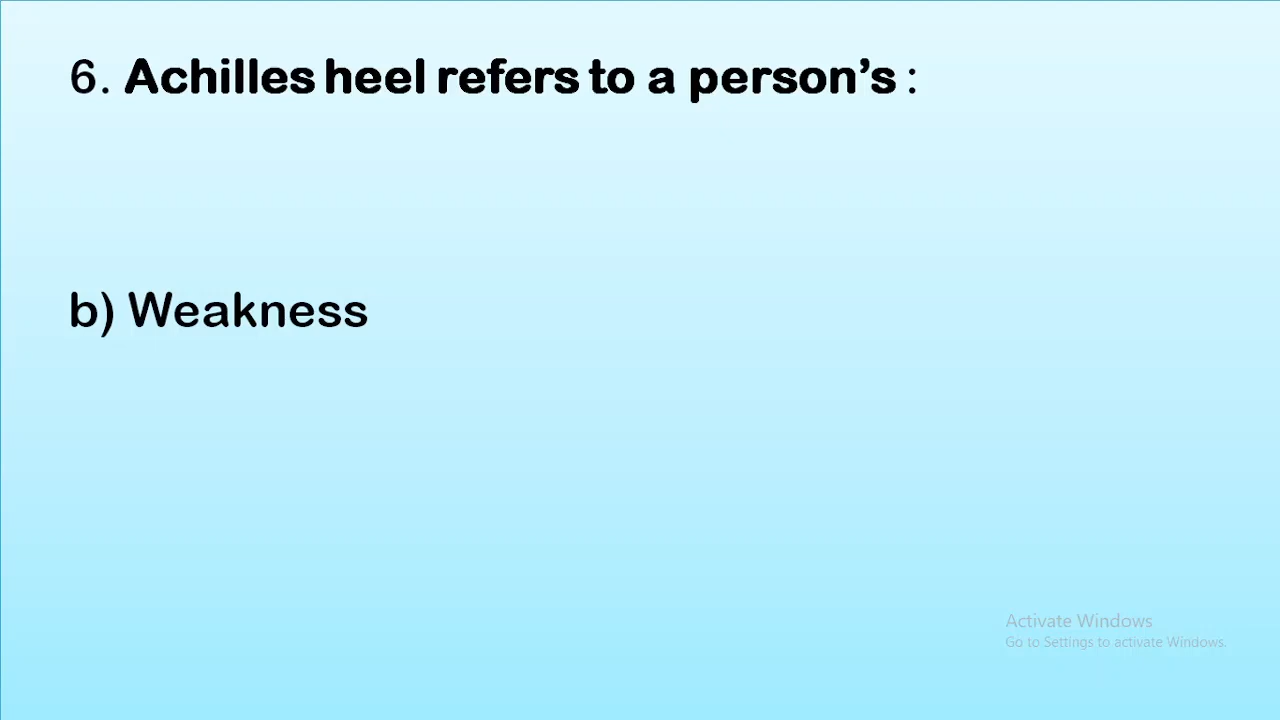 6. Achilles heel refers to a person’s :
b) Weakness
Activate Windows
Go to Settings to activate Windows.